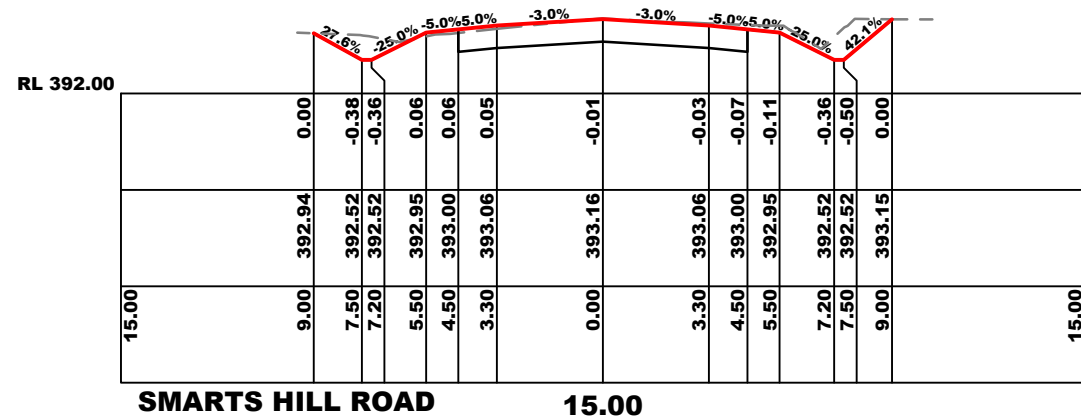 27.6% -25.0% -5.0% -5.0% -3.0% -3.0% -5.0% -5.0% -25.0% 42.1%
RL 392.00
0.00 -0.38 -0.36 0.06 0.06 0.05 -0.01 -0.03 -0.07 -0.11 -0.36 -0.50 0.00
392.94 392.52 392.52 392.95 393.00 393.06 393.16 393.06 393.00 392.95 392.52 392.52 393.15
15.00 9.00 7.50 7.20 5.50 4.50 3.30 0.00 3.30 4.50 5.50 7.20 7.50 9.00 15.00
SMARTS HILL ROAD 15.00